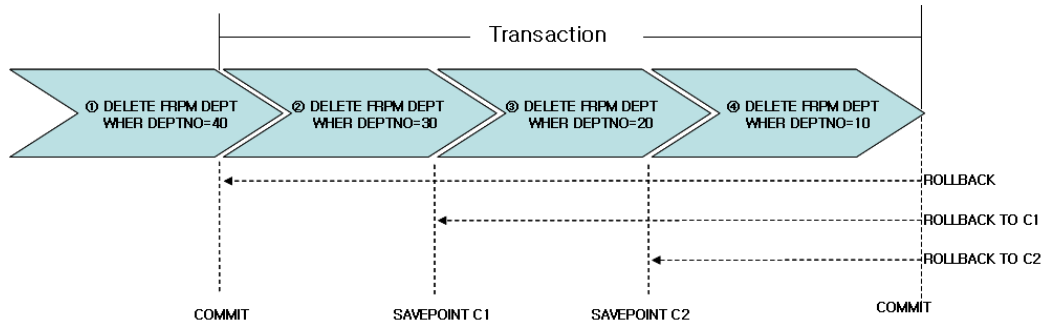 Transaction
① DELETE FRPM DEPT
WHER DEPTNO=40
② DELETE FRPM DEPT
WHER DEPTNO=30
③ DELETE FRPM DEPT
WHER DEPTNO=20
④ DELETE FRPM DEPT
WHER DEPTNO=10
ROLLBACK
ROLLBACK TO C1
ROLLBACK TO C2
COMMIT
SAVEPOINT C1
SAVEPOINT C2
COMMIT